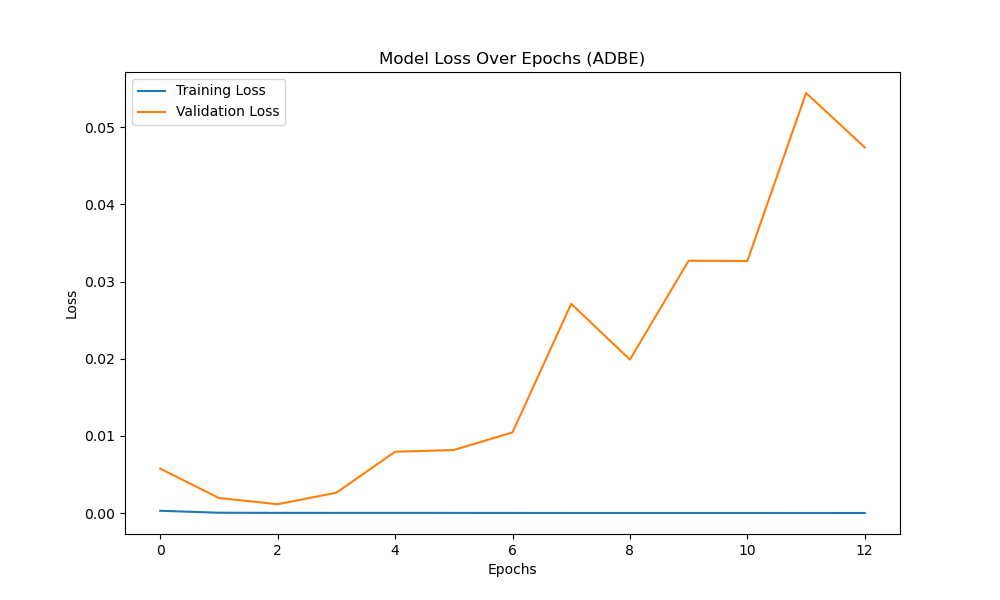 Model Loss Over Epochs (ADBE)
Training Loss
Validation Loss
0.05
0.04
0.03
0.02
0.01
0.00
Loss
0 2 4 6 8 10 12
Epochs